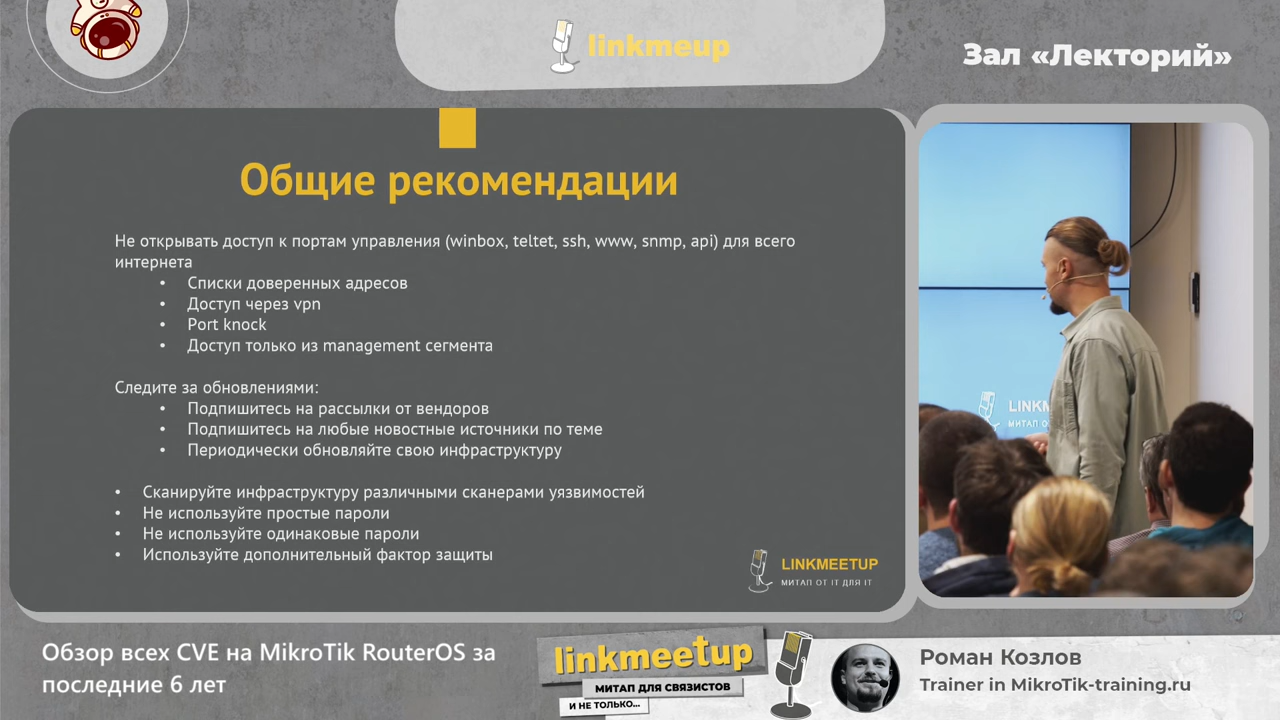 linkmeup
Зал «Лекторий»
Общие рекомендации
Не открывать доступ к портам управления (winbox, teltet, ssh, www, snmp, api) для всего
интернета
• Списки доверенных адресов
• Доступ через vpn
• Port knock
• Доступ только из management сегмента
Следите за обновлениями:
• Подпишитесь на рассылки от вендоров
• Подпишитесь на любые новостные источники по теме
• Периодически обновляйте свою инфраструктуру
• Сканируйте инфраструктуру различными сканерами уязвимостей
• Не используйте простые пароли
• Не используйте одинаковые пароли
• Используйте дополнительный фактор защиты
LINKMEETUP
МИТАП ОТ IT ДЛЯ IT
LINK
МИТАП
Обзор всех CVE на MikroTik RouterOS за
последние 6 лет
linkmeetup
МИТАП ДЛЯ СВЯЗИСТОВ
И НЕ ТОЛЬКО...
Роман Козлов
Trainer in MikroTik-training.ru